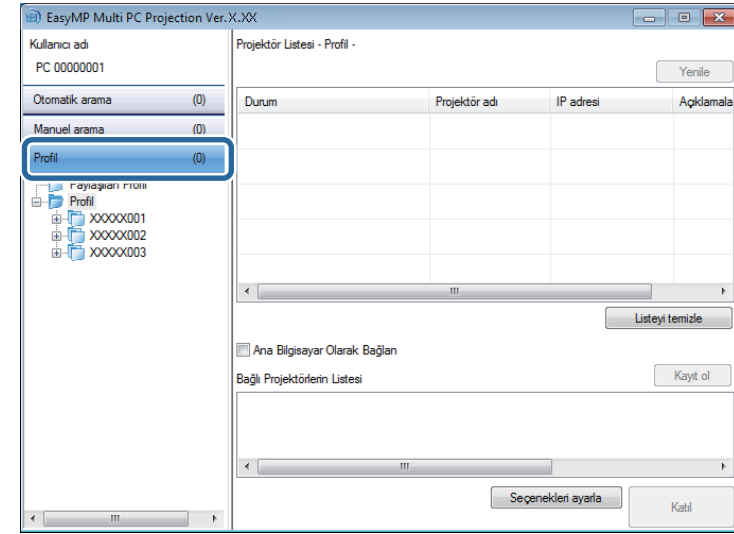 EasyMP Multi PC Projection Ver.X.XX
Kullanıcı adı
PC 00000001
Otomatik arama (0)
Manuel arama (0)
Profil (0)
Paylaşılan Profil
Profil
XXXXX001
XXXXX002
XXXXX003
Projektör Listesi - Profil -
Yenile
Durum Projektör adı IP adresi Açıklamala
Listeyi temizle
Ana Bilgisayar Olarak Bağlan
Bağlı Projektörlerin Listesi
Kayıt ol
Seçenekleri ayarla
Katıl